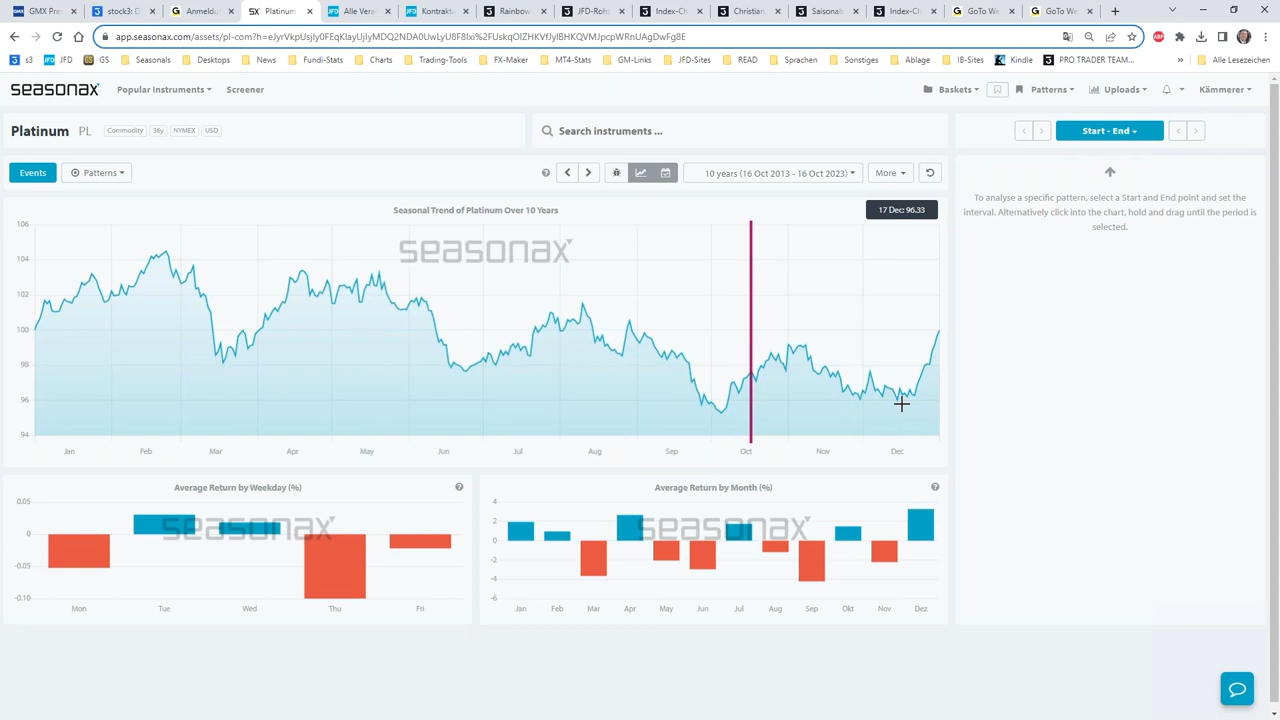 GMX Pre
stock3: D
Anmeldun
Platinum
Alle Vera
Kontrakt
Rainbow
JFD-Roh
Index-Ch
Christian
Saisonale
Index-Ch
GoTo We
GoTo We
app.seasonax.com/assets/pl-com?h=
s3
JFD
GS
Seasonals
Desktops
News
Fundi-Stats
Charts
Trading-Tools
FX-Maker
MT4-Stats
GM-Links
JFD-Sites
READ
Sprachen
Sonstiges
Ablage
IB-Sites
Kindle
PRO TRADER TEAM...
»
Alle Lesezeichen
seasonax
Popular Instruments
Screener
Baskets
Patterns
Uploads
Kämmerer
Platinum PL
Commodity
36y
NYMEX
USD
Search instruments ...
Start - End
Events
Patterns
10 years (16 Oct 2013 - 16 Oct 2023)
More
To analyse a specific pattern, select a Start and End point and set the
interval. Alternatively click into the chart, hold and drag until the period is
selected.
Seasonal Trend of Platinum Over 10 Years
17 Dec: 96.33
seasonax
106
104
102
100
98
96
94
Jan Feb Mar Apr May Jun Jul Aug Sep Oct Nov Dec
Average Return by Weekday (%)
seasonax
0.05
0
-0.05
-0.10
Mon Tue Wed Thu Fri
Average Return by Month (%)
seasonax
4
2
0
-2
-4
-6
Jan Feb Mar Apr May Jun Jul Aug Sep Okt Nov Dez